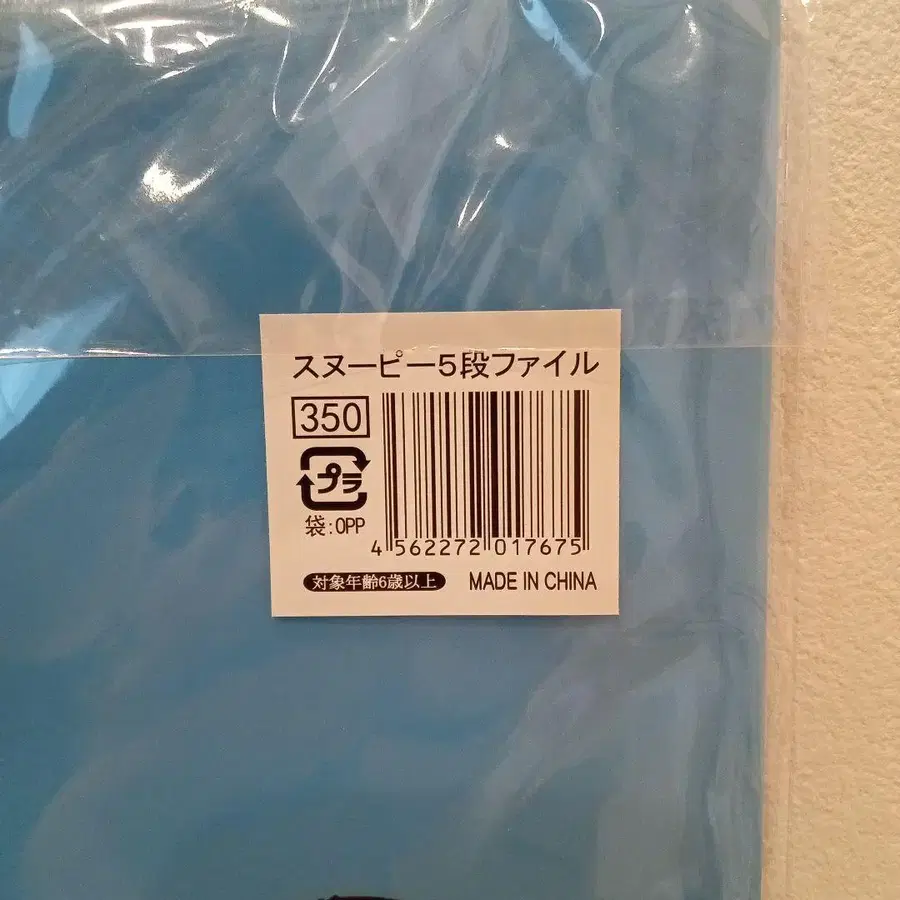 スヌーピー5段ファイル
350
プラ
袋:OPP
4 562272 017675
対象年齢6歳以上
MADE IN CHINA